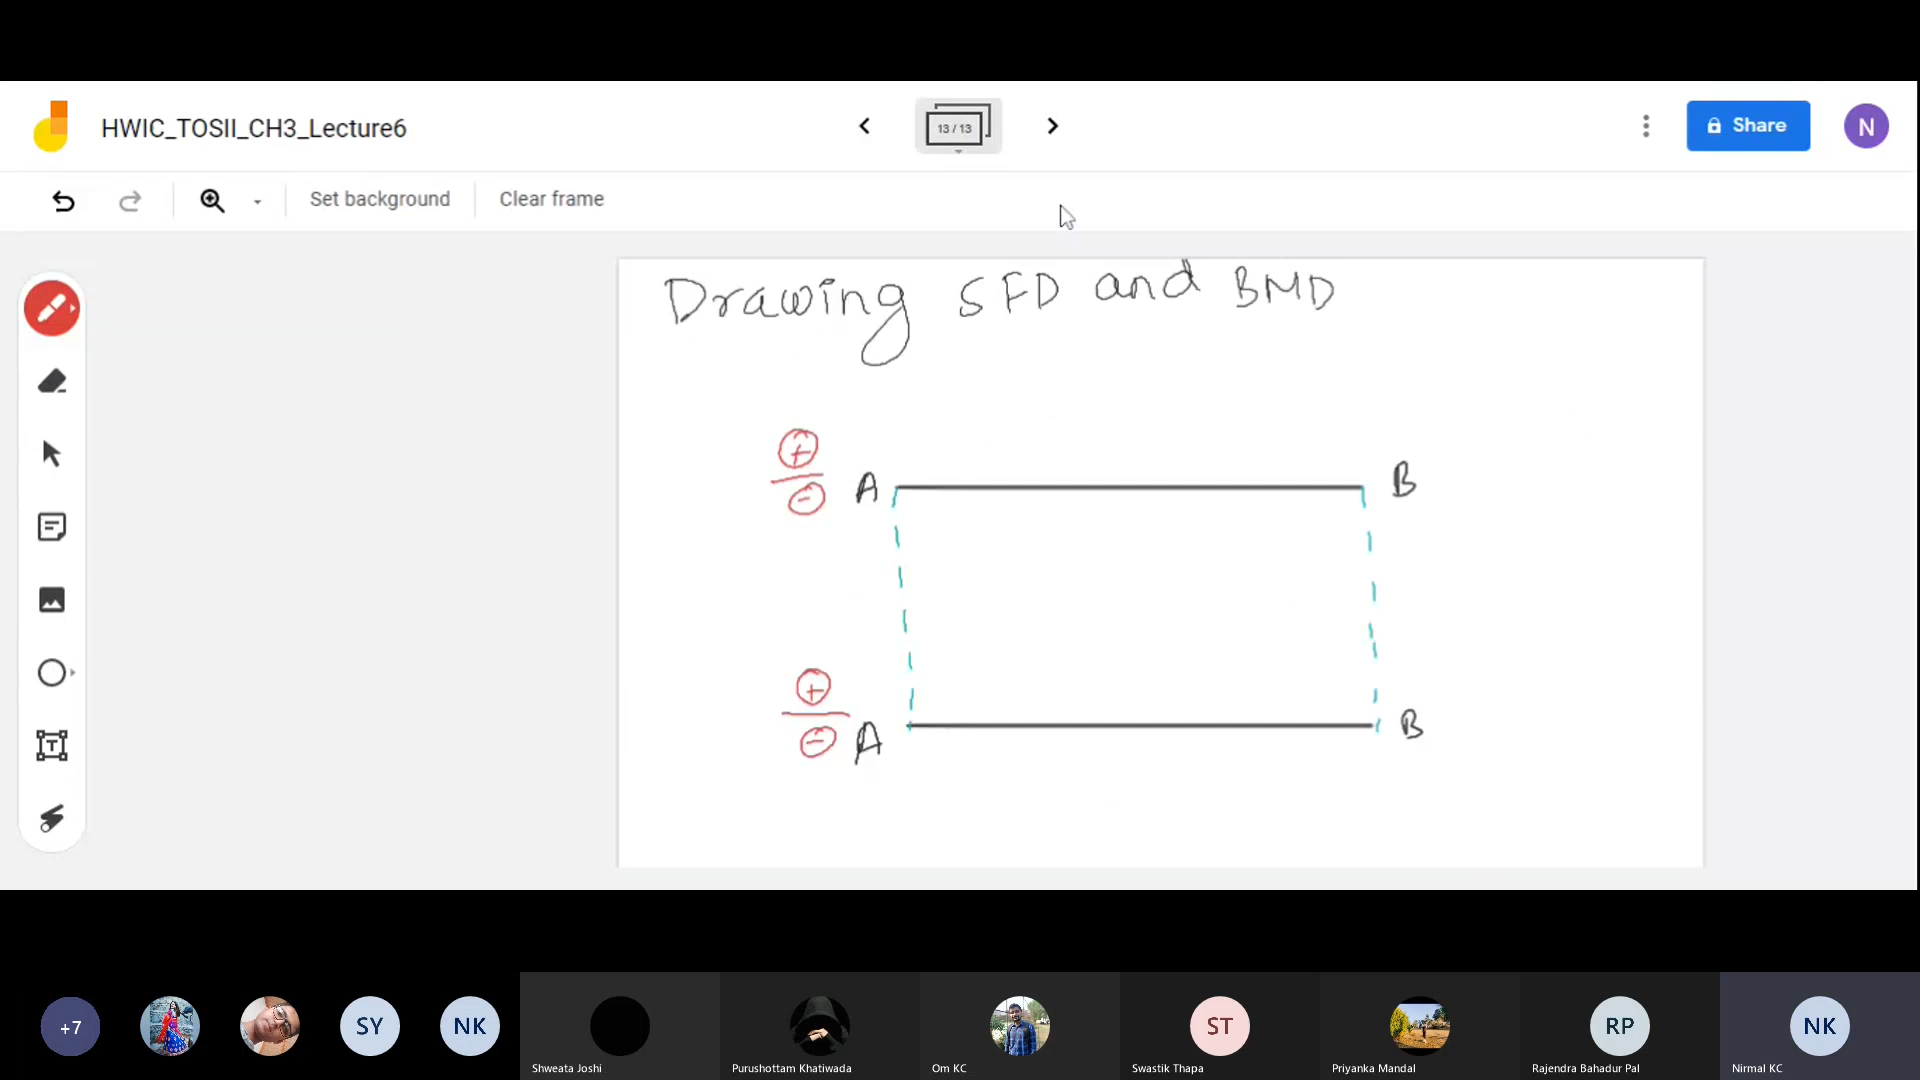 HWIC_TOSII_CH3_Lecture6
13 / 13
Share
N
Set background
Clear frame
Drawing SFD and BMD
+
A B
-
+
A B
-
T
+7
SY
NK
ST
RP
NK
Shweata Joshi
Purushottam Khatiwada
Om KC
Swastik Thapa
Priyanka Mandal
Rajendra Bahadur Pal
Nirmal KC